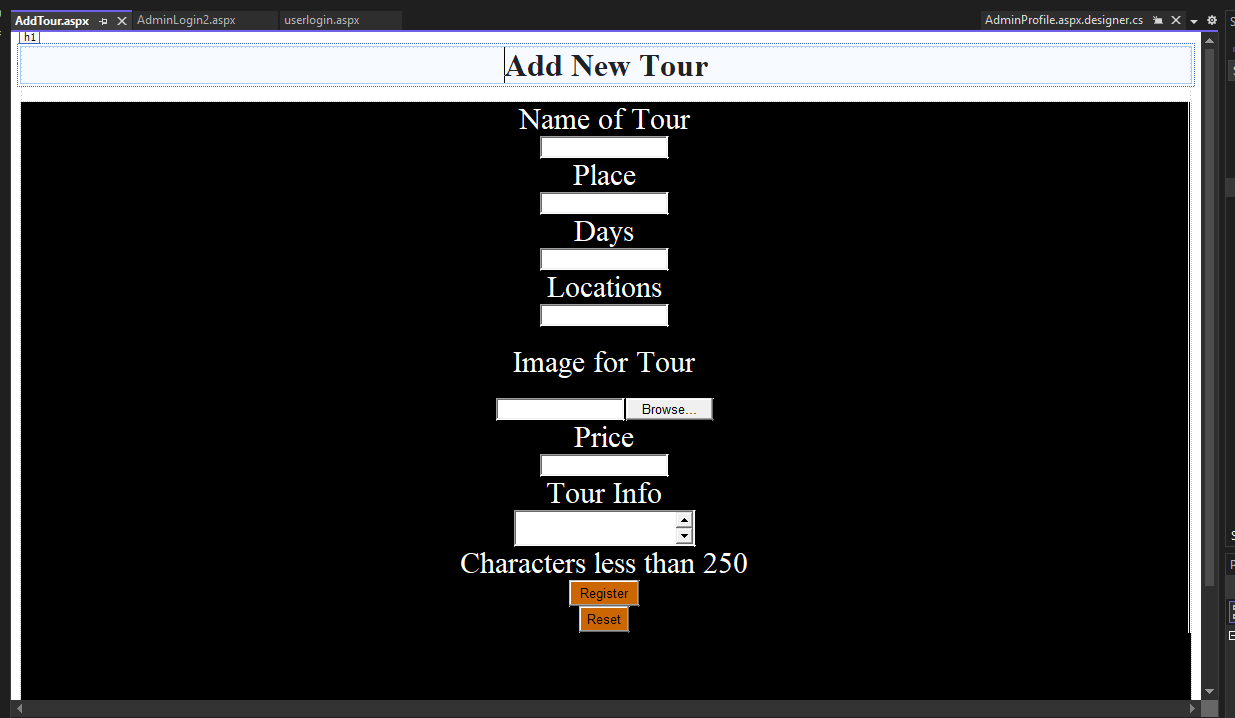 AddTour.aspx AdminLogin2.aspx userlogin.aspx AdminProfile.aspx.designer.cs
h1
Add New Tour
Name of Tour
Place
Days
Locations
Image for Tour
Browse...
Price
Tour Info
Characters less than 250
Register
Reset